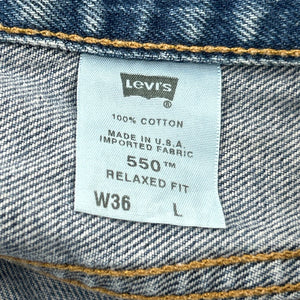 Levi's
®
100% COTTON
MADE IN U.S.A.
IMPORTED FABRIC
550™
RELAXED FIT
W36 L